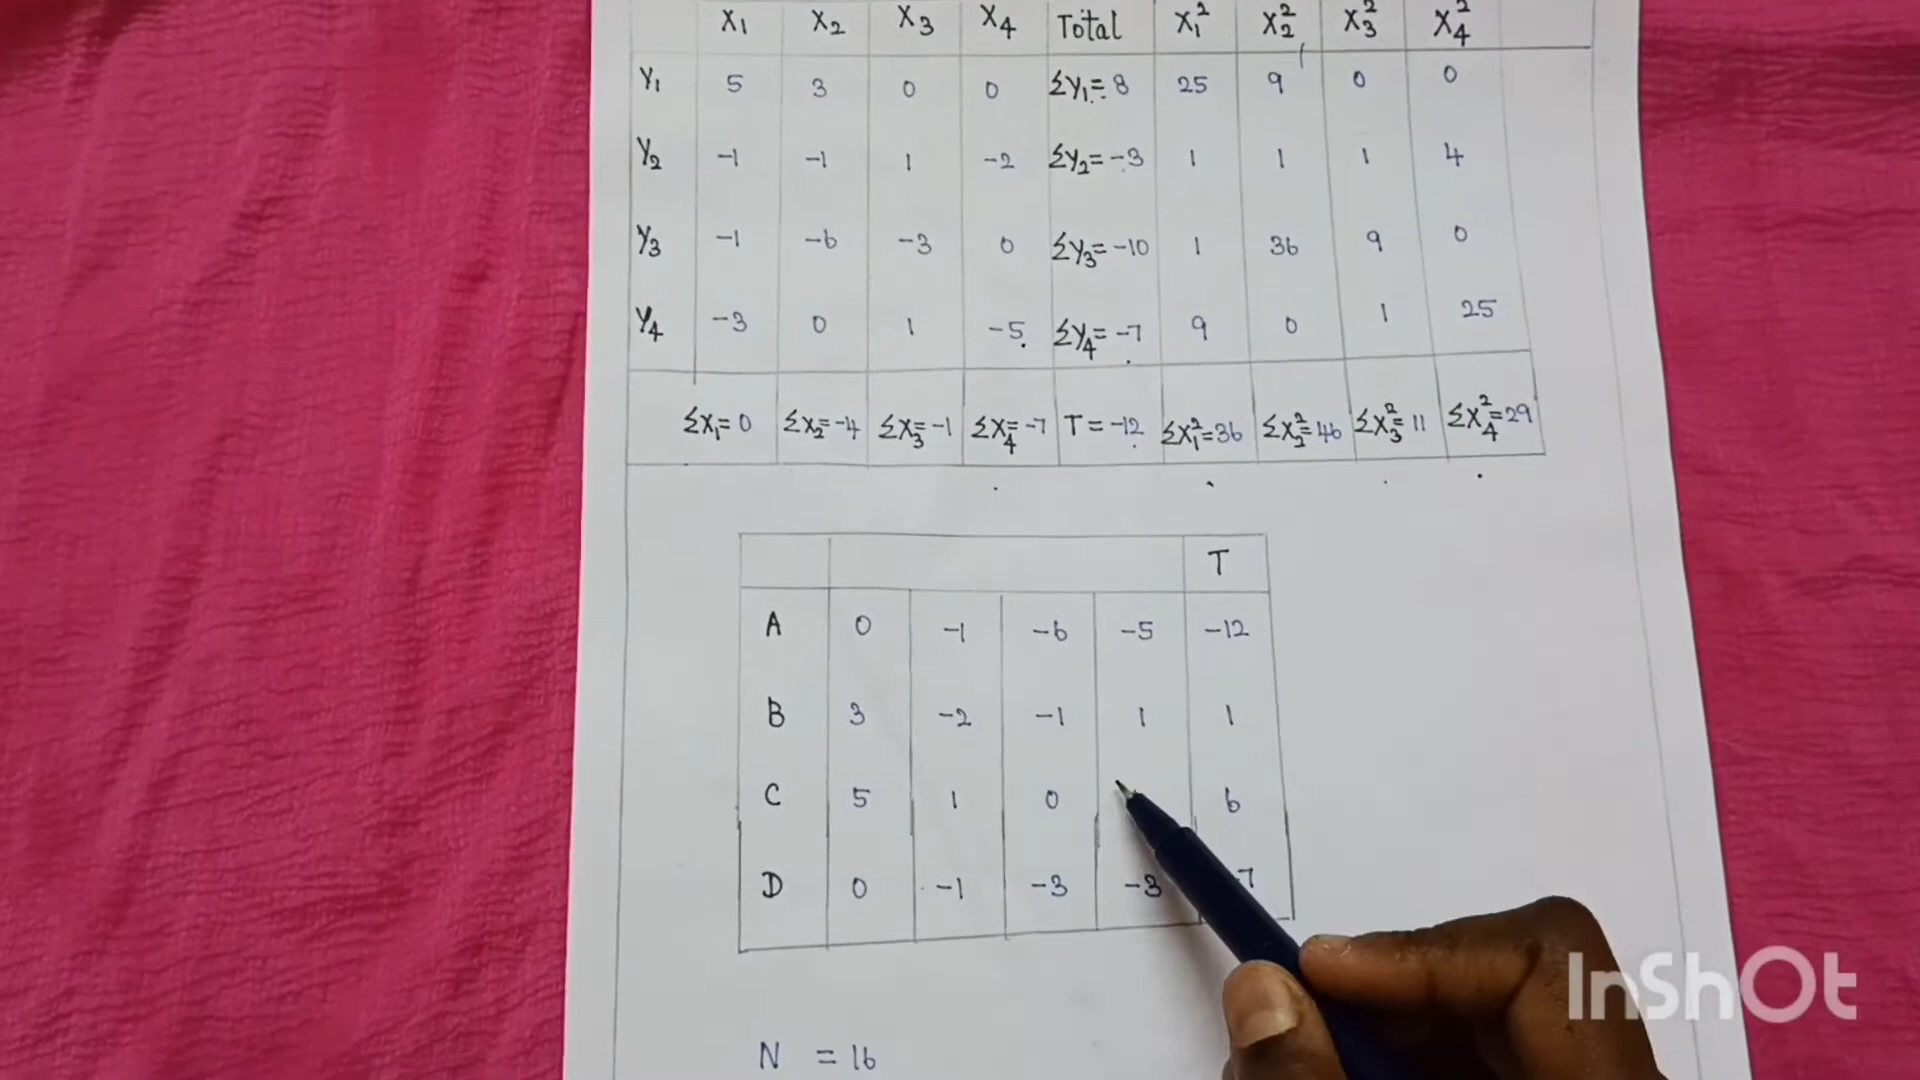 X₁ X₂ X₃ X₄ Total X₁² X₂² X₃² X₄²
Y₁ 5 3 0 0 ΣY₁= 8 25 9 0 0
Y₂ -1 -1 1 -2 ΣY₂= -3 1 1 1 4
Y₃ -1 -6 -3 0 ΣY₃= -10 1 36 9 0
Y₄ -3 0 1 -5 ΣY₄= -7 9 0 1 25
ΣX₁= 0 ΣX₂= -4 ΣX₃= -1 ΣX₄= -7 T = -12 ΣX₁²=36 ΣX₂²=46 ΣX₃²= 11 ΣX₄²=29
T
A 0 -1 -6 -5 -12
B 3 -2 -1 1 1
C 5 1 0 6
D 0 -1 -3 -3 7
N = 16
InShOt